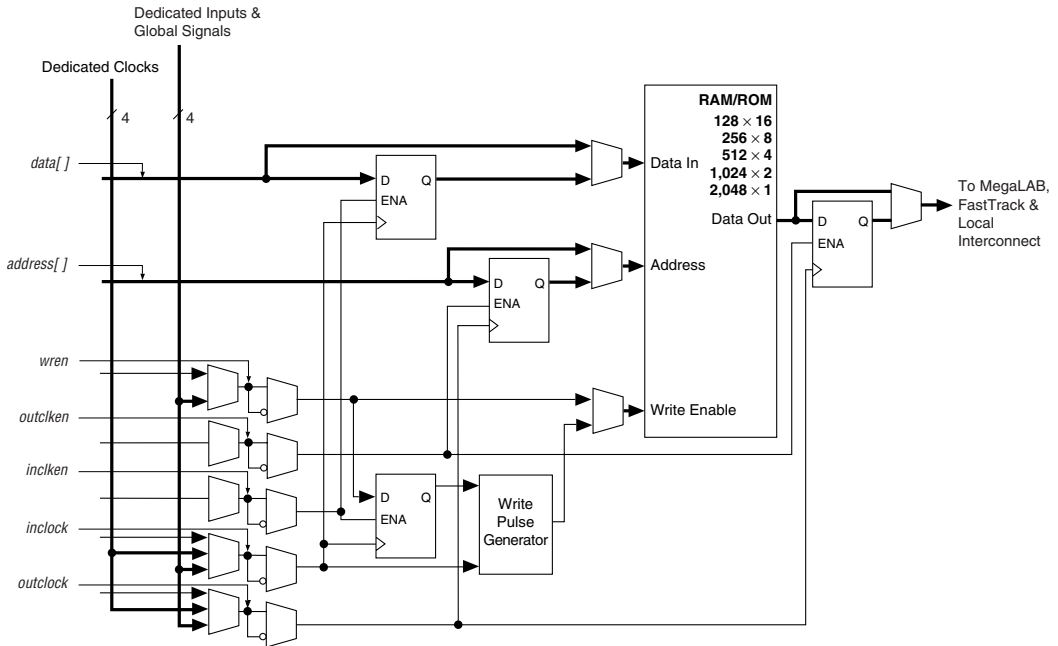 Dedicated Inputs &
Global Signals
Dedicated Clocks
4
4
data[ ]
address[ ]
wren
outclken
inclken
inclock
outclock
D
Q
ENA
D
Q
ENA
D
Q
ENA
Write
Pulse
Generator
RAM/ROM
128 × 16
256 × 8
512 × 4
1,024 × 2
2,048 × 1
Data In
Data Out
Address
Write Enable
D
Q
ENA
To MegaLAB,
FastTrack &
Local
Interconnect